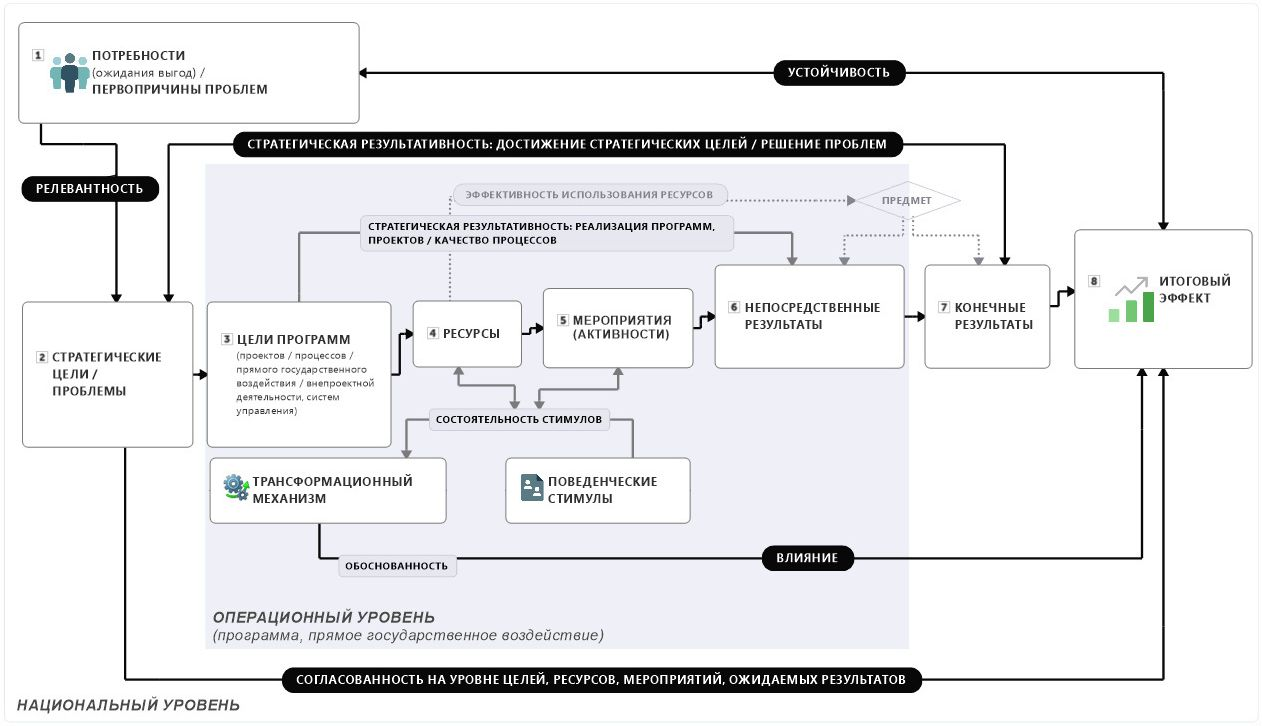 1
ПОТРЕБНОСТИ
(ожидания выгод) /
ПЕРВОПРИЧИНЫ ПРОБЛЕМ
УСТОЙЧИВОСТЬ
СТРАТЕГИЧЕСКАЯ РЕЗУЛЬТАТИВНОСТЬ: ДОСТИЖЕНИЕ СТРАТЕГИЧЕСКИХ ЦЕЛЕЙ / РЕШЕНИЕ ПРОБЛЕМ
РЕЛЕВАНТНОСТЬ
ЭФФЕКТИВНОСТЬ ИСПОЛЬЗОВАНИЯ РЕСУРСОВ
ПРЕДМЕТ
СТРАТЕГИЧЕСКАЯ РЕЗУЛЬТАТИВНОСТЬ: РЕАЛИЗАЦИЯ ПРОГРАММ,
ПРОЕКТОВ / КАЧЕСТВО ПРОЦЕССОВ
2 СТРАТЕГИЧЕСКИЕ
ЦЕЛИ /
ПРОБЛЕМЫ
3 ЦЕЛИ ПРОГРАММ
(проектов / процессов /
прямого государственного
воздействия / внепроектной
деятельности, систем
управления)
4 РЕСУРСЫ
5 МЕРОПРИЯТИЯ
(АКТИВНОСТИ)
6 НЕПОСРЕДСТВЕННЫЕ
РЕЗУЛЬТАТЫ
7 КОНЕЧНЫЕ
РЕЗУЛЬТАТЫ
8 ИТОГОВЫЙ
ЭФФЕКТ
СОСТОЯТЕЛЬНОСТЬ СТИМУЛОВ
ТРАНСФОРМАЦИОННЫЙ
МЕХАНИЗМ
ПОВЕДЕНЧЕСКИЕ
СТИМУЛЫ
ОБОСНОВАННОСТЬ
ВЛИЯНИЕ
ОПЕРАЦИОННЫЙ УРОВЕНЬ
(программа, прямое государственное воздействие)
СОГЛАСОВАННОСТЬ НА УРОВНЕ ЦЕЛЕЙ, РЕСУРСОВ, МЕРОПРИЯТИЙ, ОЖИДАЕМЫХ РЕЗУЛЬТАТОВ
НАЦИОНАЛЬНЫЙ УРОВЕНЬ